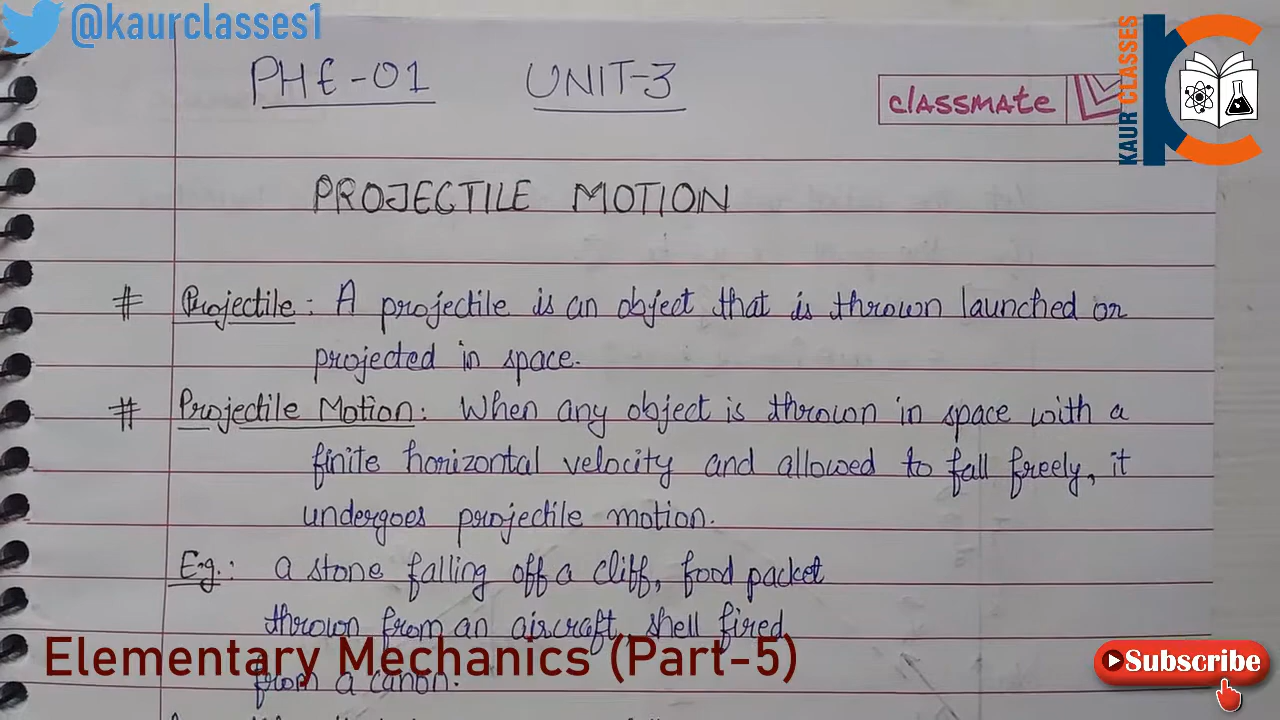 @kaurclasses1
PHE-01 UNIT-3
classmate
KAUR CLASSES
PROJECTILE MOTION
# Projectile: A projectile is an object that is thrown launched or
projected in space.
# Projectile Motion: When any object is thrown in space with a
finite horizontal velocity and allowed to fall freely, it
undergoes projectile motion.
E.g.: a stone falling off a cliff, food packet
thrown from an aircraft, shell fired
from a canon.
Elementary Mechanics (Part-5)
Subscribe